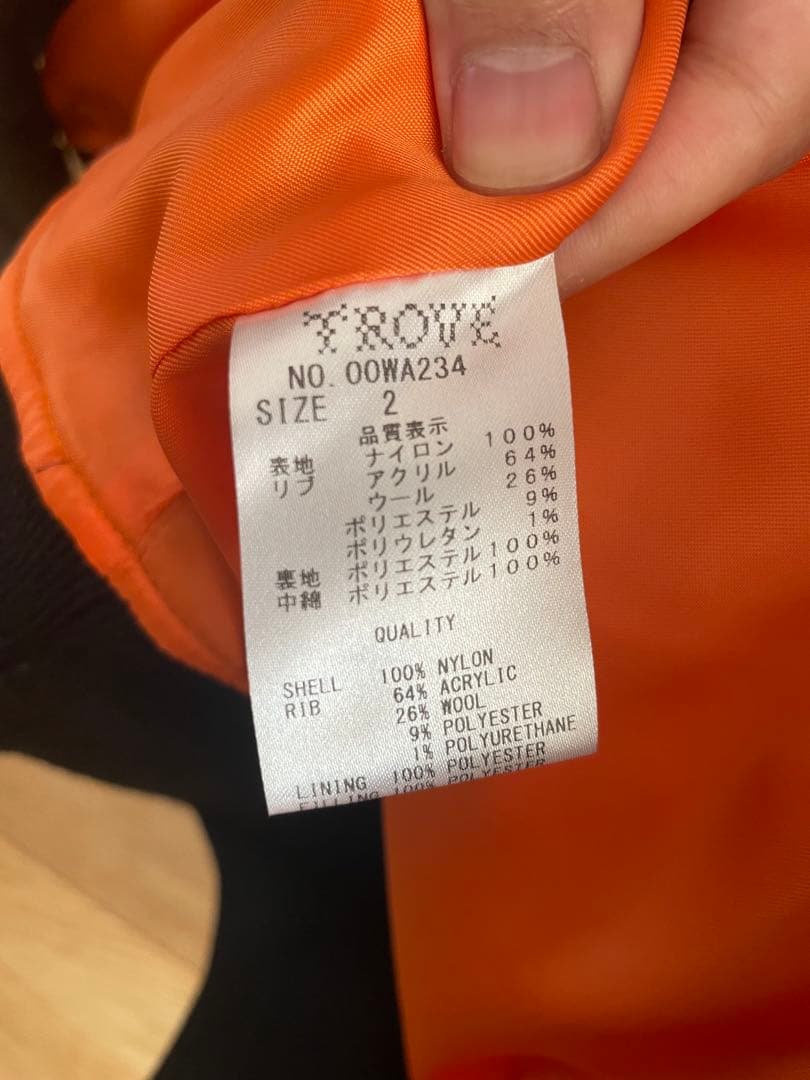 TROVE
NO. 00WA234
SIZE 2
品質表示
表地 ナイロン 100%
リブ アクリル 64%
ウール 26%
ポリエステル 9%
ポリウレタン 1%
裏地 ポリエステル 100%
中綿 ポリエステル 100%
QUALITY
SHELL 100% NYLON
RIB 64% ACRYLIC
26% WOOL
9% POLYESTER
1% POLYURETHANE
LINING 100% POLYESTER
FILLING 100% POLYESTER